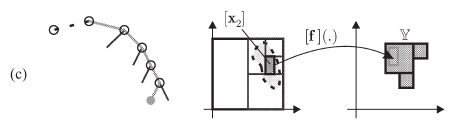 [x₂]
[f](.)
𝕐
(c)